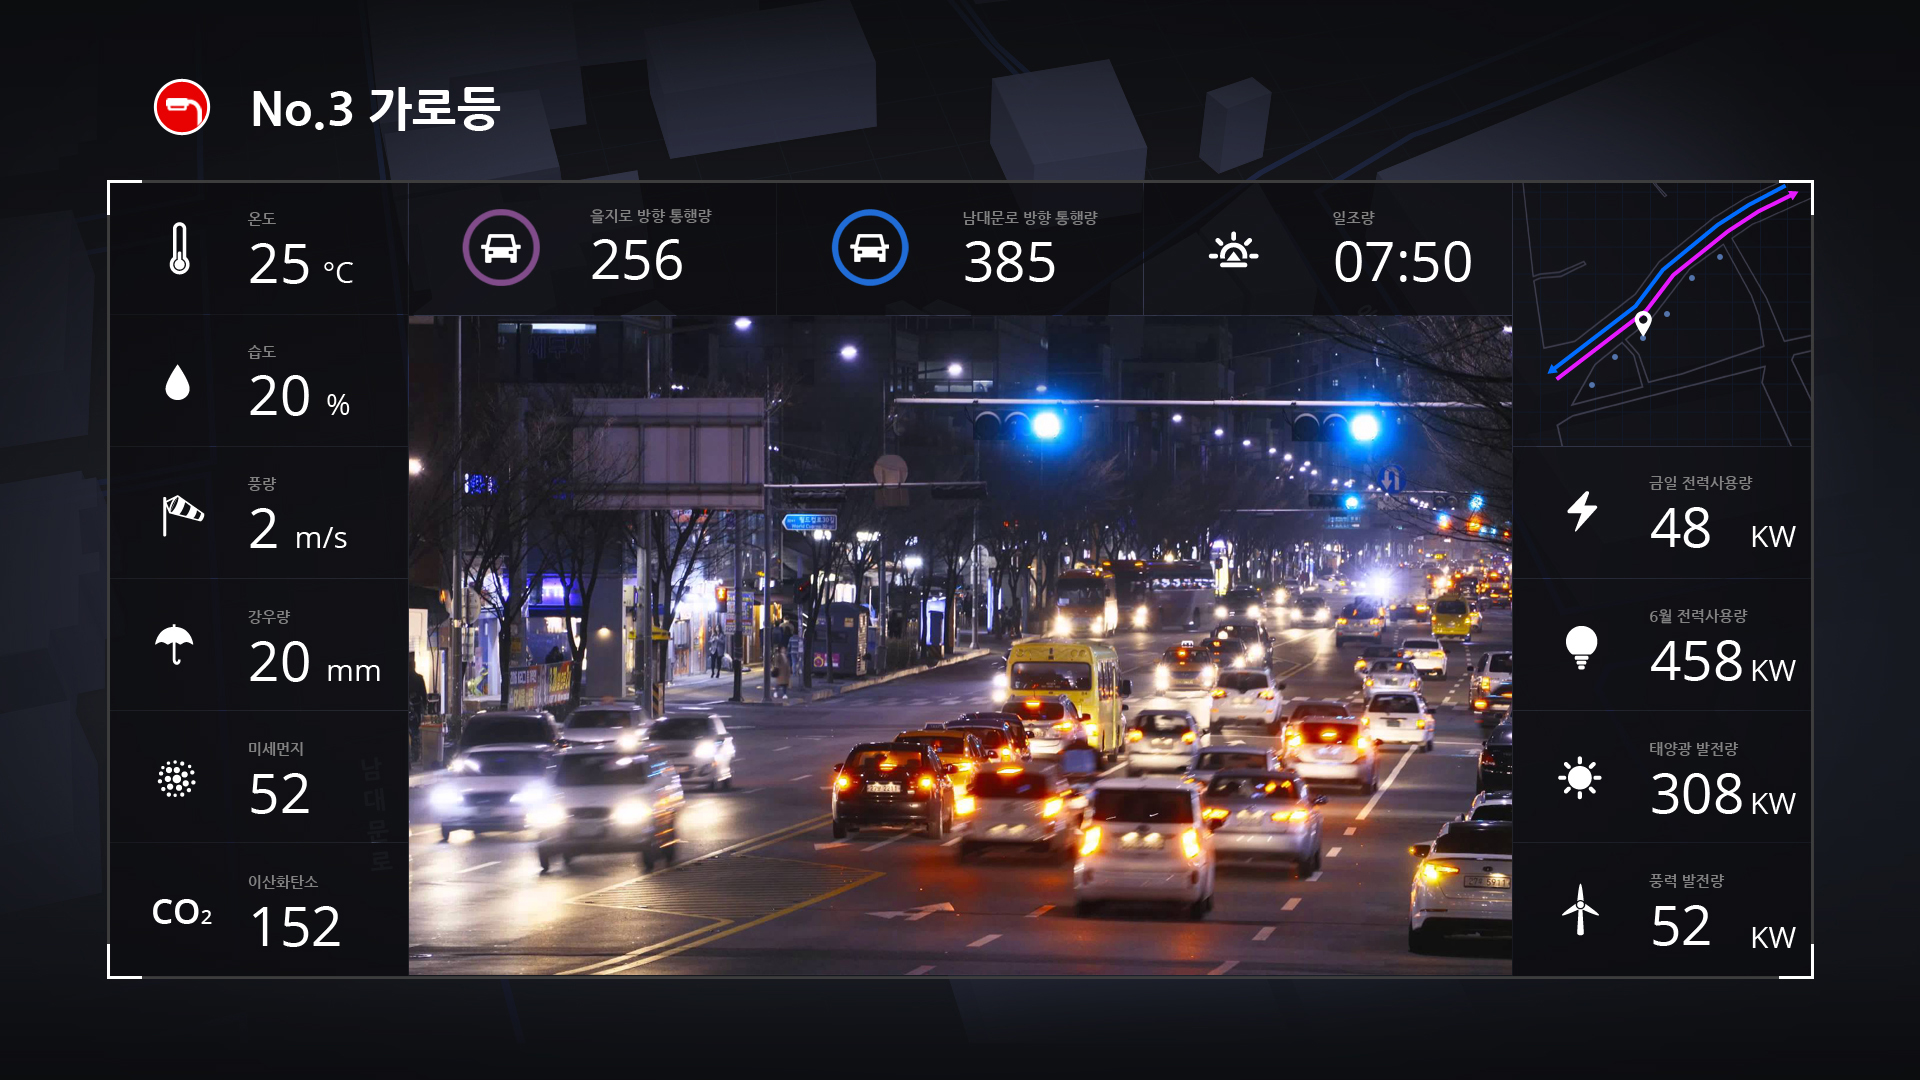 No.3 가로등
온도
25 °C
습도
20 %
풍량
2 m/s
강우량
20 mm
미세먼지
52
CO₂
이산화탄소
152
을지로 방향 통행량
256
남대문로 방향 통행량
385
일조량
07:50
금일 전력사용량
48 KW
6월 전력사용량
458 KW
태양광 발전량
308 KW
풍력 발전량
52 KW
남대문로